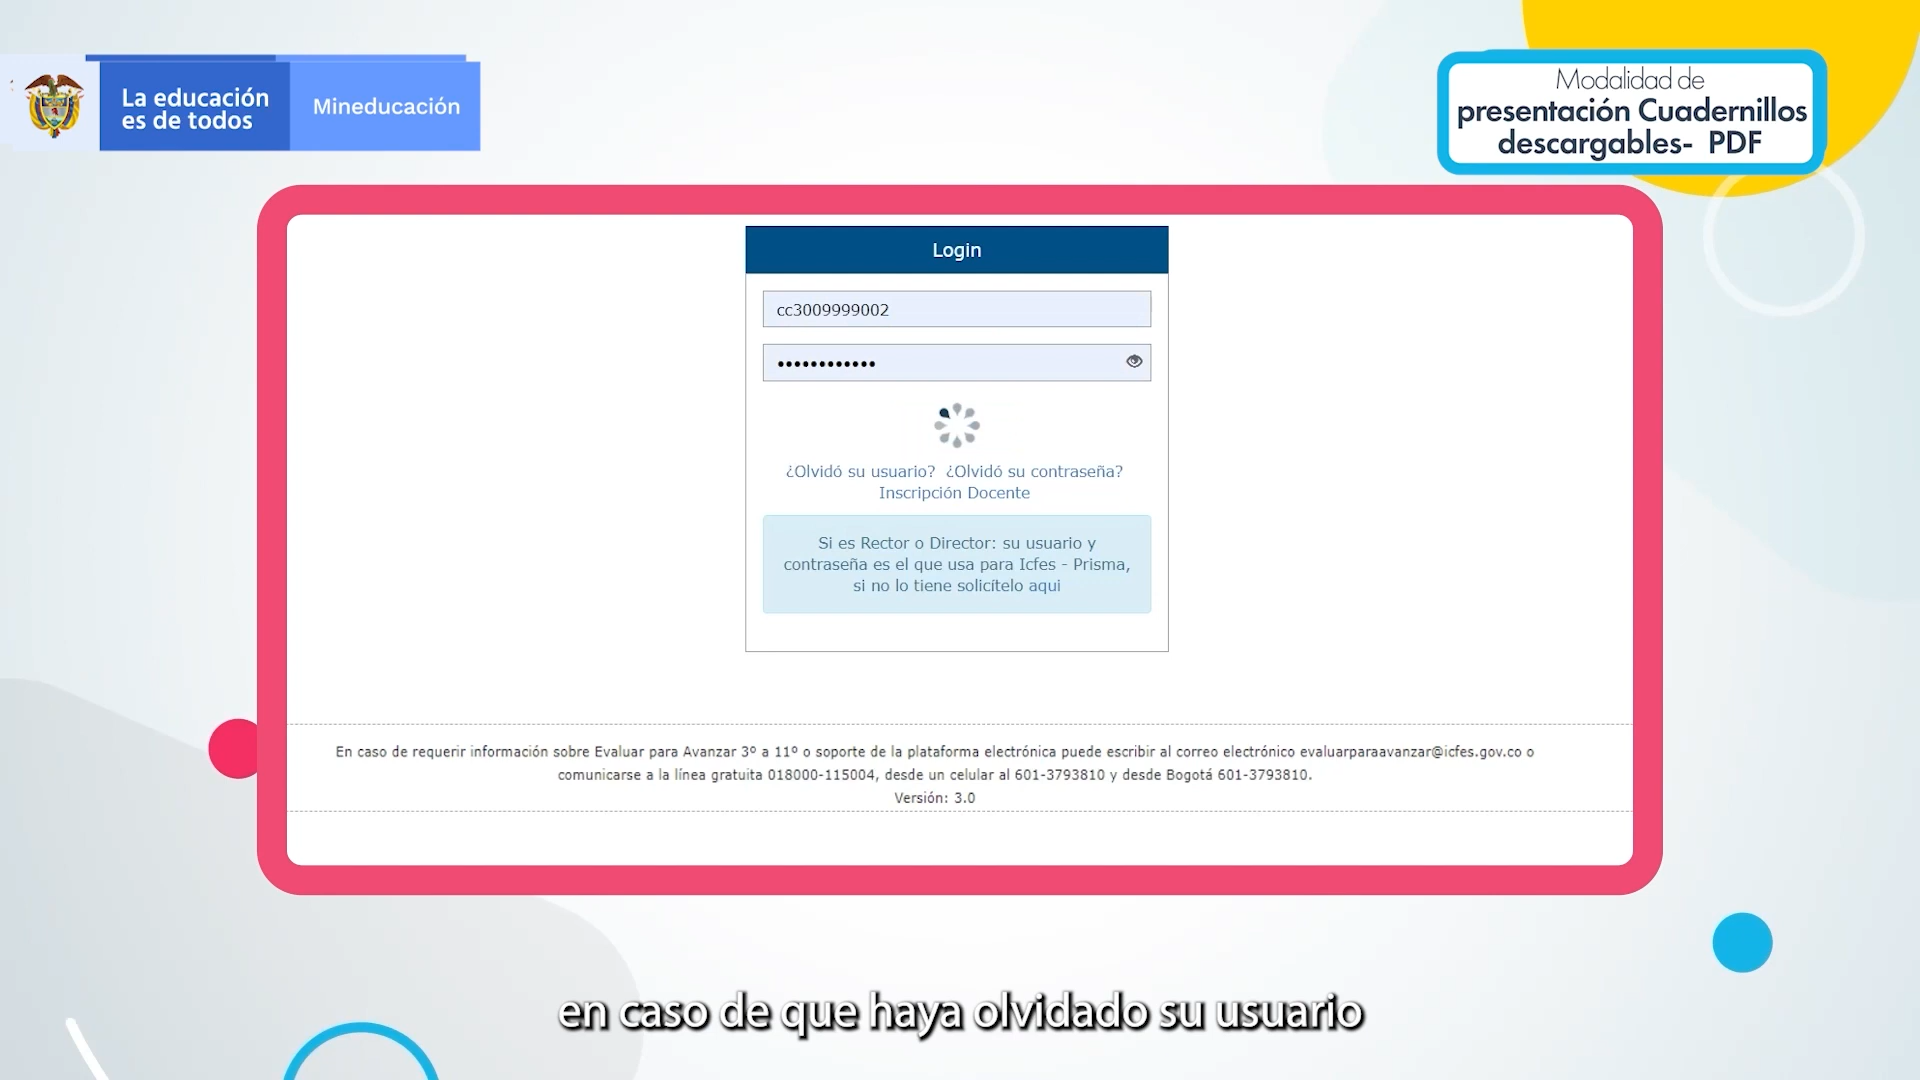 La educación
es de todos
Mineducación
Modalidad de
presentación Cuadernillos
descargables- PDF
Login
cc3009999002
••••••••••••
¿Olvidó su usuario? ¿Olvidó su contraseña?
Inscripción Docente
Si es Rector o Director: su usuario y
contraseña es el que usa para Icfes - Prisma,
si no lo tiene solicítelo aqui
En caso de requerir información sobre Evaluar para Avanzar 3º a 11º o soporte de la plataforma electrónica puede escribir al correo electrónico evaluarparaavanzar@icfes.gov.co o
comunicarse a la línea gratuita 018000-115004, desde un celular al 601-3793810 y desde Bogotá 601-3793810.
Versión: 3.0
en caso de que haya olvidado su usuario